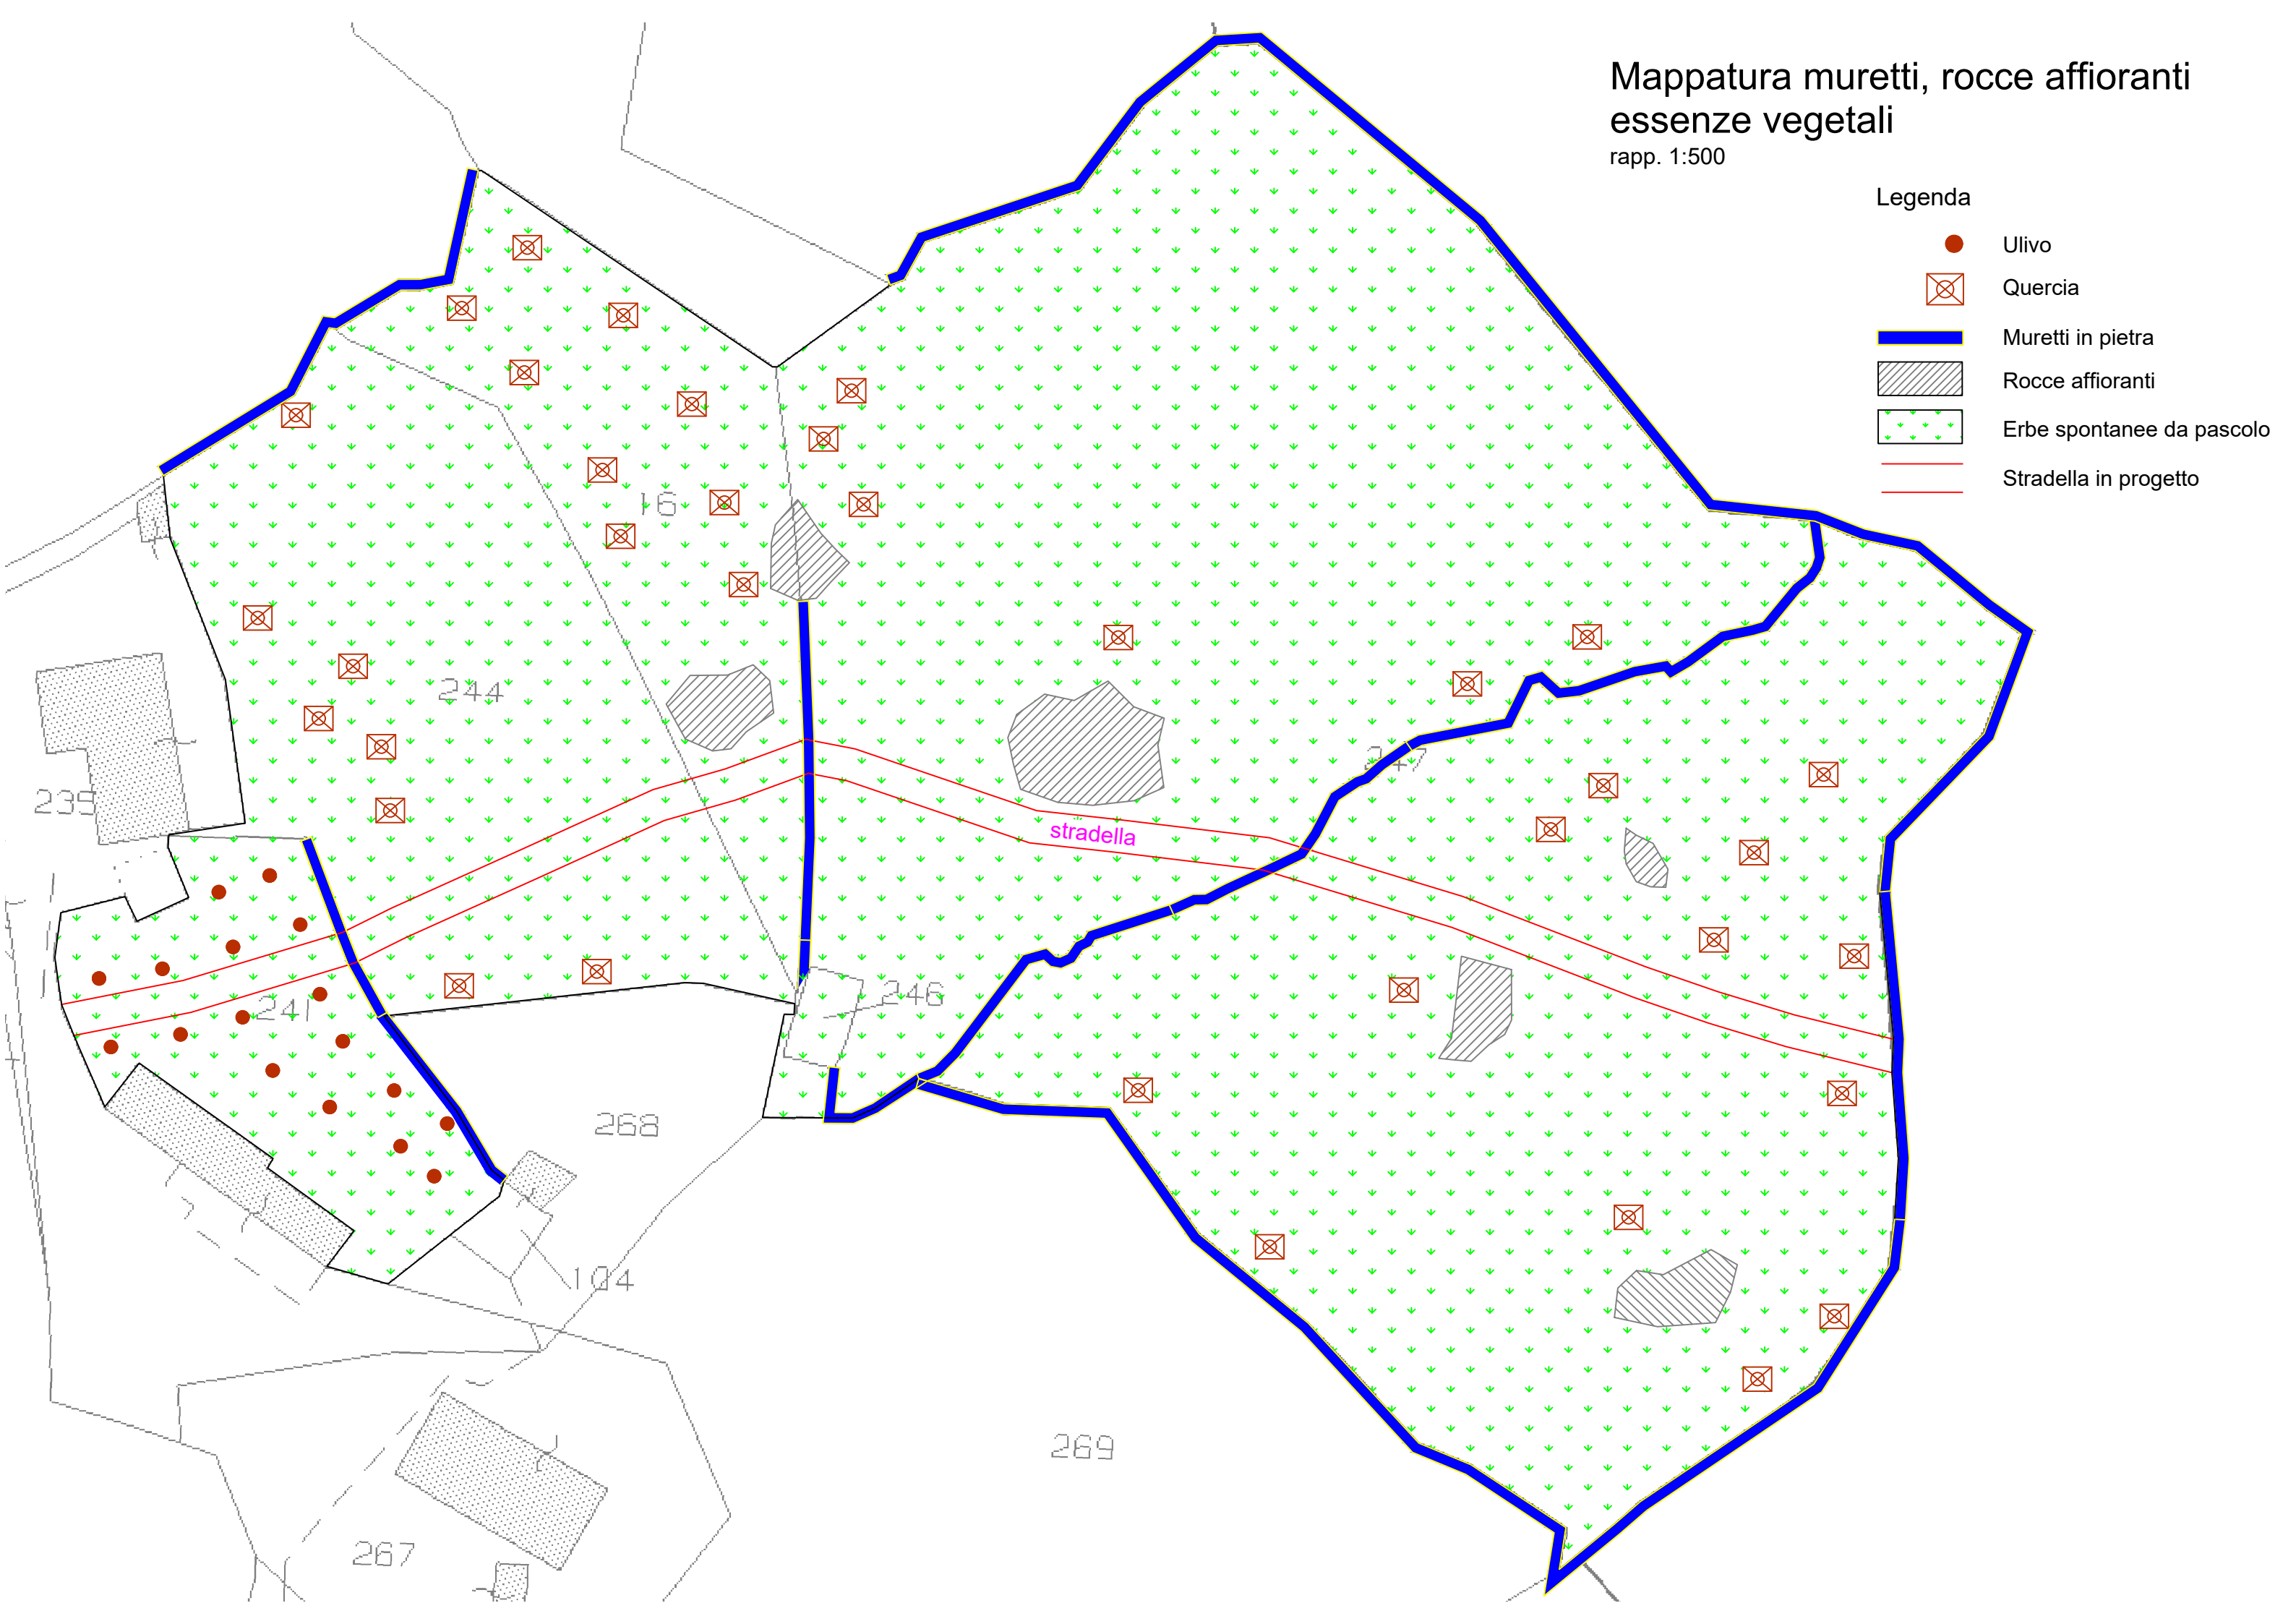 Mappatura muretti, rocce affioranti
essenze vegetali
rapp. 1:500
Legenda
Ulivo
Quercia
Muretti in pietra
Rocce affioranti
Erbe spontanee da pascolo
Stradella in progetto
16
244
247
239
stradella
246
241
268
104
269
267